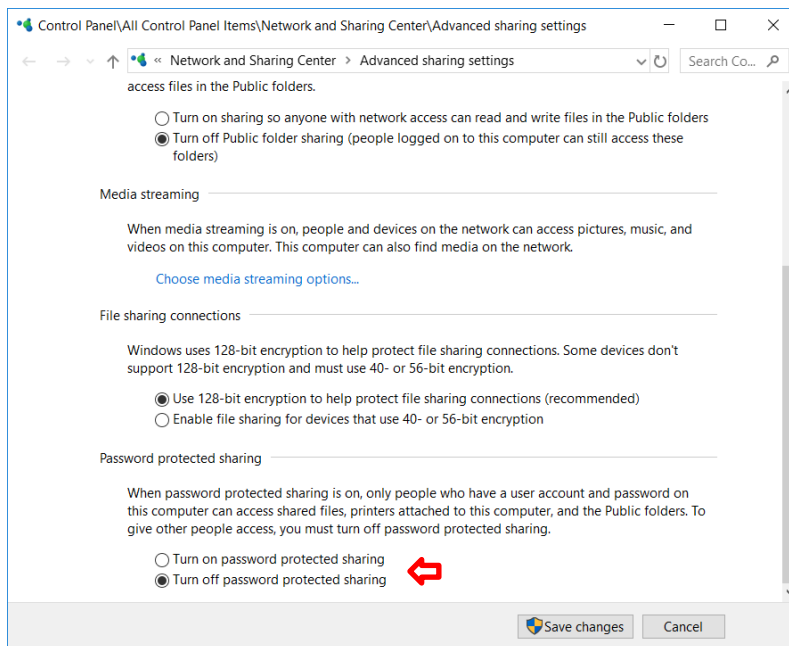 Control Panel\All Control Panel Items\Network and Sharing Center\Advanced sharing settings
« Network and Sharing Center > Advanced sharing settings
Search Co...
access files in the Public folders.
Turn on sharing so anyone with network access can read and write files in the Public folders
Turn off Public folder sharing (people logged on to this computer can still access these
folders)
Media streaming
When media streaming is on, people and devices on the network can access pictures, music, and
videos on this computer. This computer can also find media on the network.
Choose media streaming options...
File sharing connections
Windows uses 128-bit encryption to help protect file sharing connections. Some devices don't
support 128-bit encryption and must use 40- or 56-bit encryption.
Use 128-bit encryption to help protect file sharing connections (recommended)
Enable file sharing for devices that use 40- or 56-bit encryption
Password protected sharing
When password protected sharing is on, only people who have a user account and password on
this computer can access shared files, printers attached to this computer, and the Public folders. To
give other people access, you must turn off password protected sharing.
Turn on password protected sharing
Turn off password protected sharing
Save changes
Cancel